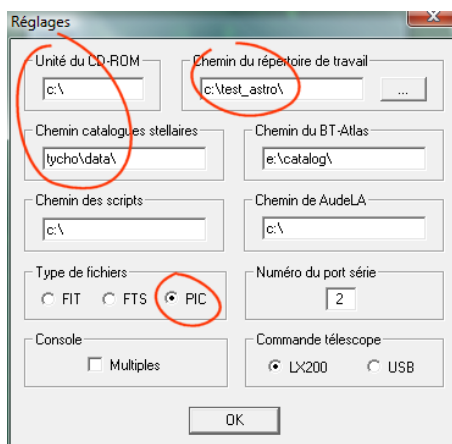 Réglages
Unité du CD-ROM
Chemin du répertoire de travail
c:\
c:\test_astro\
...
Chemin catalogues stellaires
Chemin du BT-Atlas
tycho\data\
e:\catalog\
Chemin des scripts
Chemin de AudeLA
c:\
c:\
Type de fichiers
Numéro du port série
FIT
FTS
PIC
2
Console
Commande télescope
Multiples
LX200
USB
OK